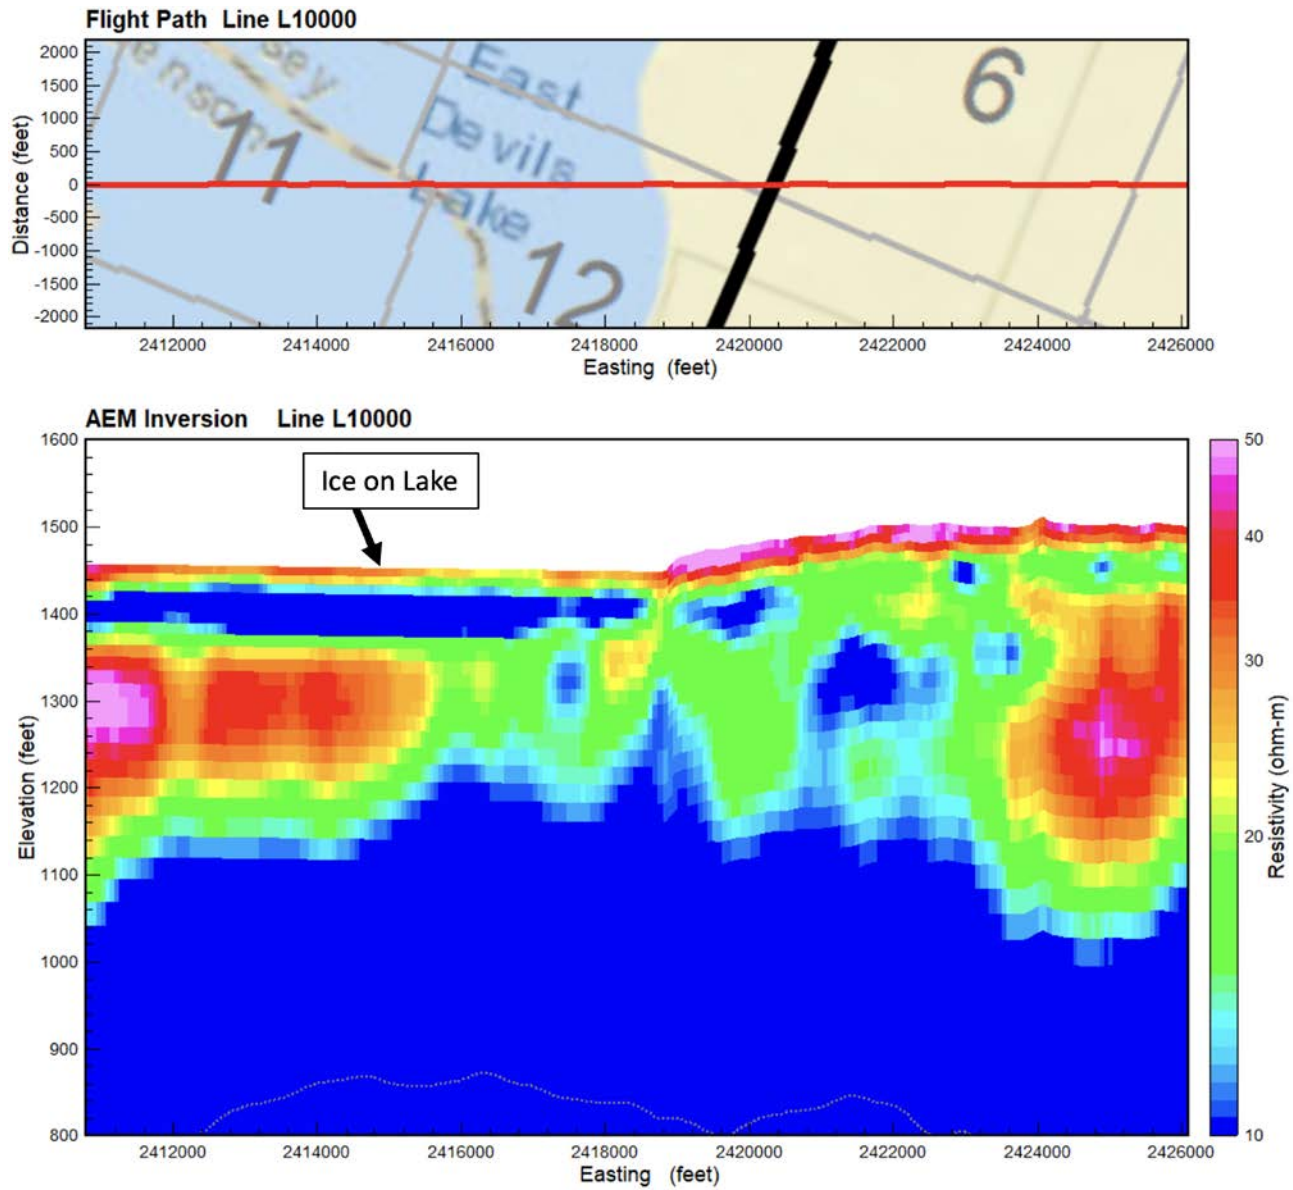 Flight Path Line L10000
2000
1500
1000
500
0
-500
-1000
-1500
-2000
Distance (feet)
sey
enson
11
East
Devils
Lake
12
6
2412000 2414000 2416000 2418000 2420000 2422000 2424000 2426000
Easting (feet)
AEM Inversion Line L10000
Ice on Lake
1600
1500
1400
1300
1200
1100
1000
900
800
Elevation (feet)
2412000 2414000 2416000 2418000 2420000 2422000 2424000 2426000
Easting (feet)
50
40
30
20
10
Resistivity (ohm-m)